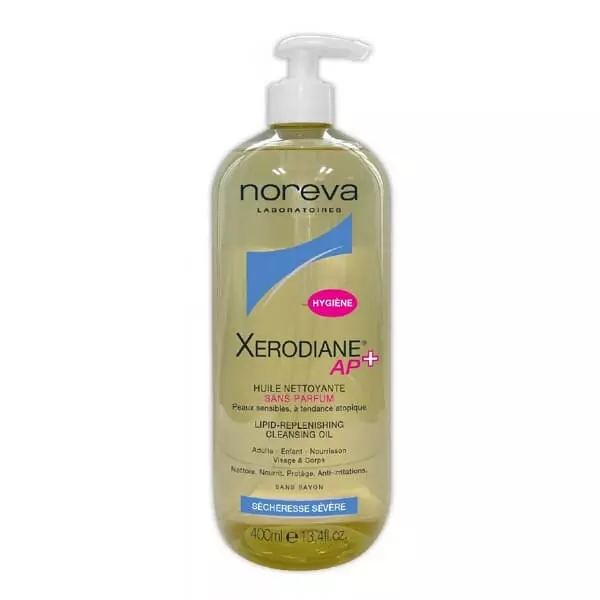 noreva
LABORATOIRES
HYGIÈNE
XERODIANE®
AP+
HUILE NETTOYANTE
SANS PARFUM
Peaux sensibles, à tendance atopique
LIPID-REPLENISHING
CLEANSING OIL
Adulte - Enfant - Nourrisson
Visage & Corps
Nettoie, Nourrit, Protège, Anti-irritations.
SANS SAVON
SÉCHERESSE SÉVÈRE
400ml e 13.4fl.oz.